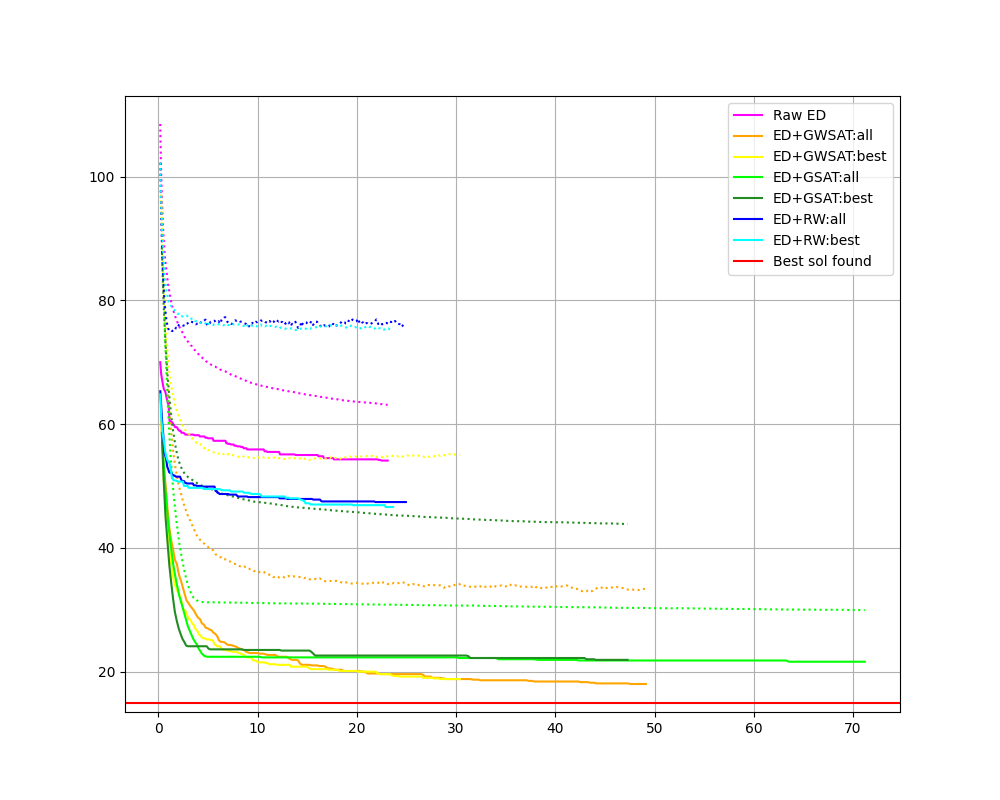 Raw ED
ED+GWSAT:all
ED+GWSAT:best
ED+GSAT:all
ED+GSAT:best
ED+RW:all
ED+RW:best
Best sol found
100
80
60
40
20
0 10 20 30 40 50 60 70